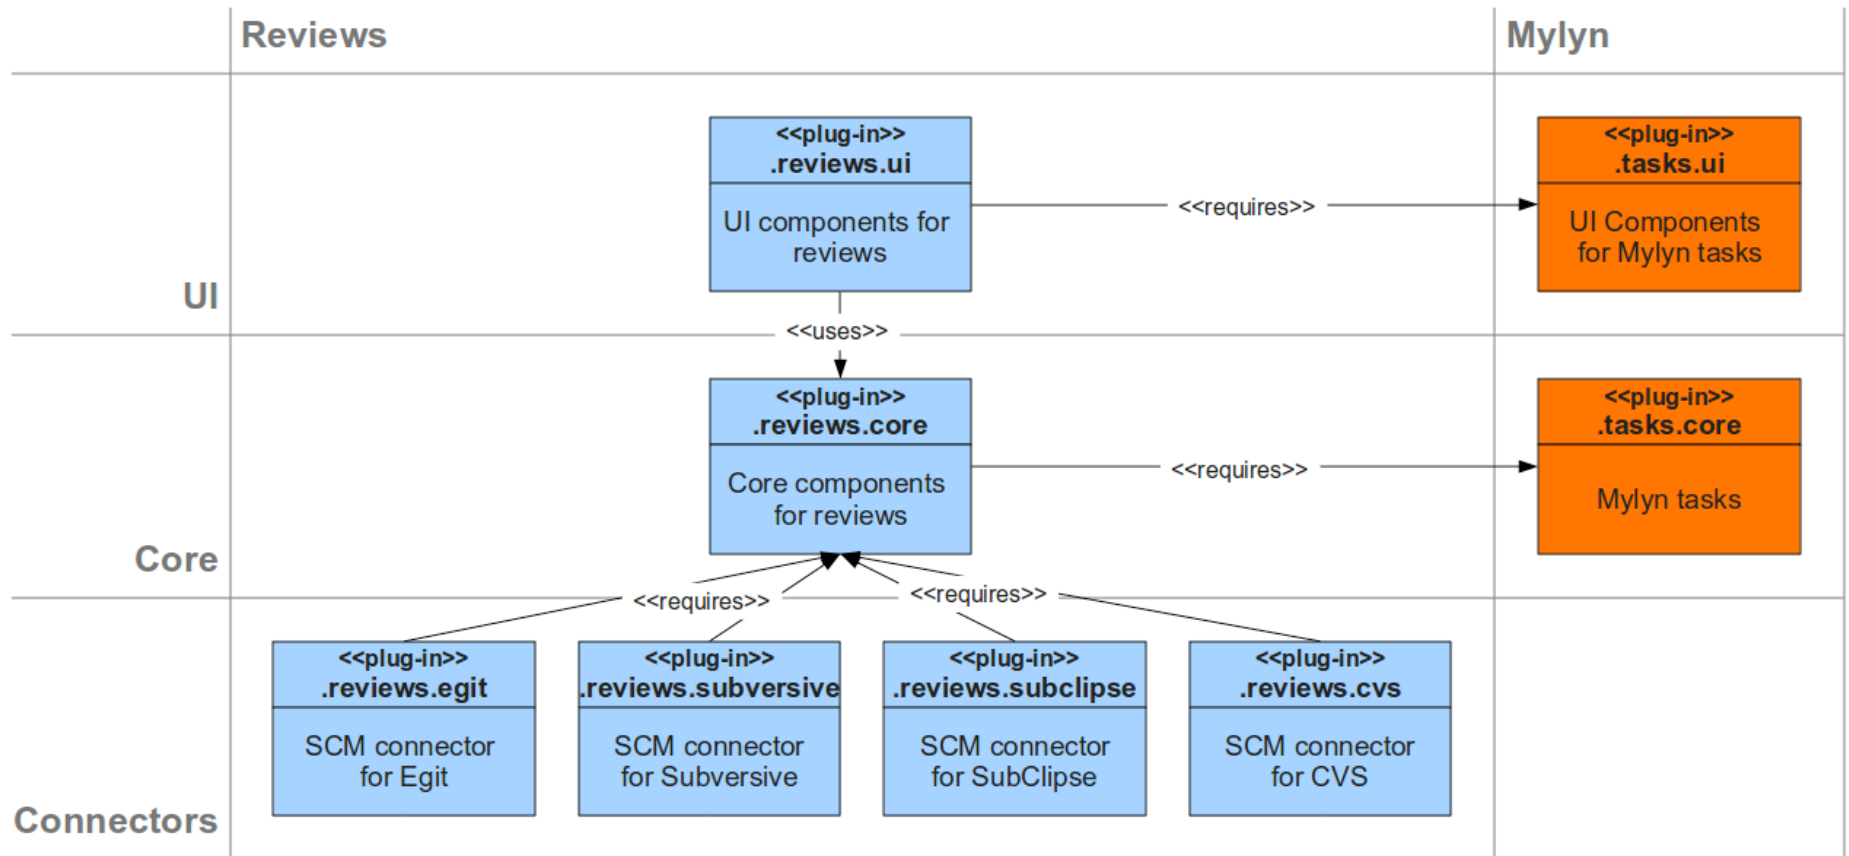 Reviews
Mylyn
<<plug-in>>
.reviews.ui
UI components for
reviews
<<requires>>
<<plug-in>>
.tasks.ui
UI Components
for Mylyn tasks
UI
<<uses>>
<<plug-in>>
.reviews.core
Core components
for reviews
<<requires>>
<<plug-in>>
.tasks.core
Mylyn tasks
Core
<<requires>>
<<requires>>
<<plug-in>>
.reviews.egit
SCM connector
for Egit
<<plug-in>>
.reviews.subversive
SCM connector
for Subversive
<<plug-in>>
.reviews.subclipse
SCM connector
for SubClipse
<<plug-in>>
.reviews.cvs
SCM connector
for CVS
Connectors